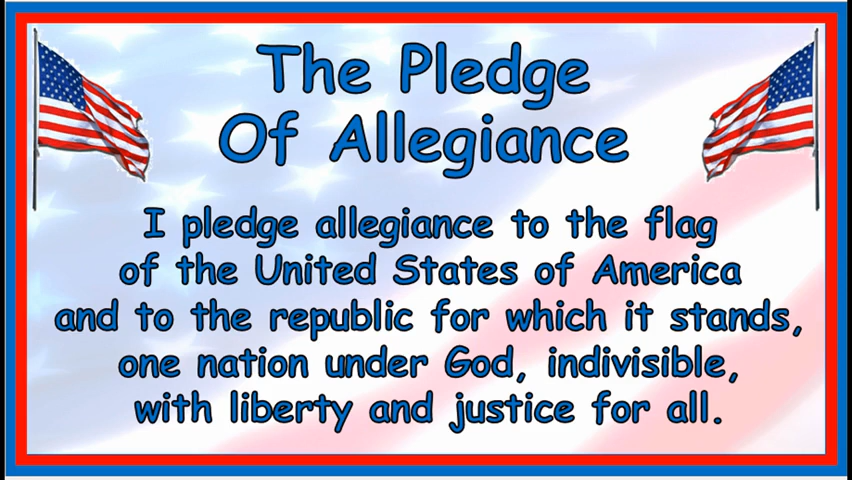 The Pledge
Of Allegiance
I pledge allegiance to the flag
of the United States of America
and to the republic for which it stands,
one nation under God, indivisible,
with liberty and justice for all.